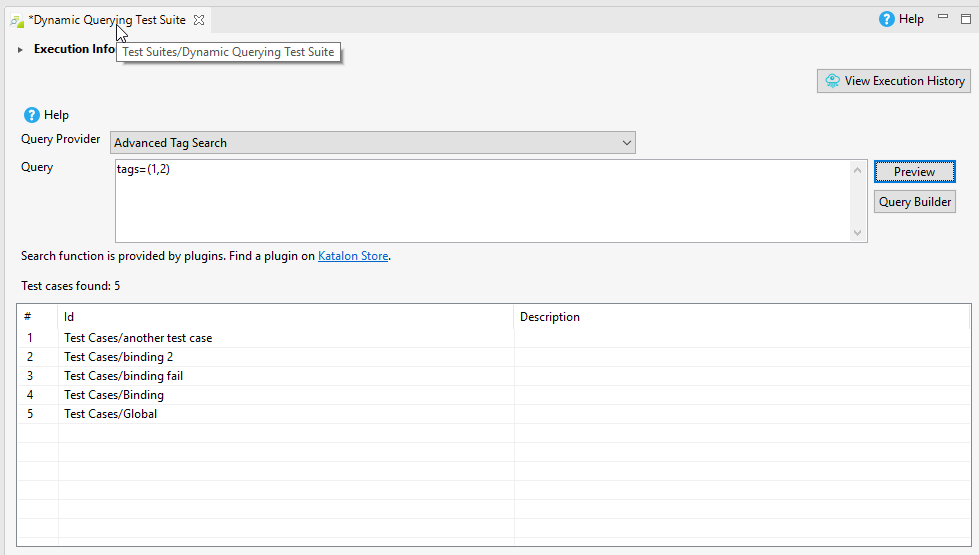 *Dynamic Querying Test Suite
Help
Execution Info
Test Suites/Dynamic Querying Test Suite
View Execution History
Help
Query Provider
Advanced Tag Search
Query
tags=(1,2)
Preview
Query Builder
Search function is provided by plugins. Find a plugin on Katalon Store.
Test cases found: 5
# Id Description
1 Test Cases/another test case
2 Test Cases/binding 2
3 Test Cases/binding fail
4 Test Cases/Binding
5 Test Cases/Global